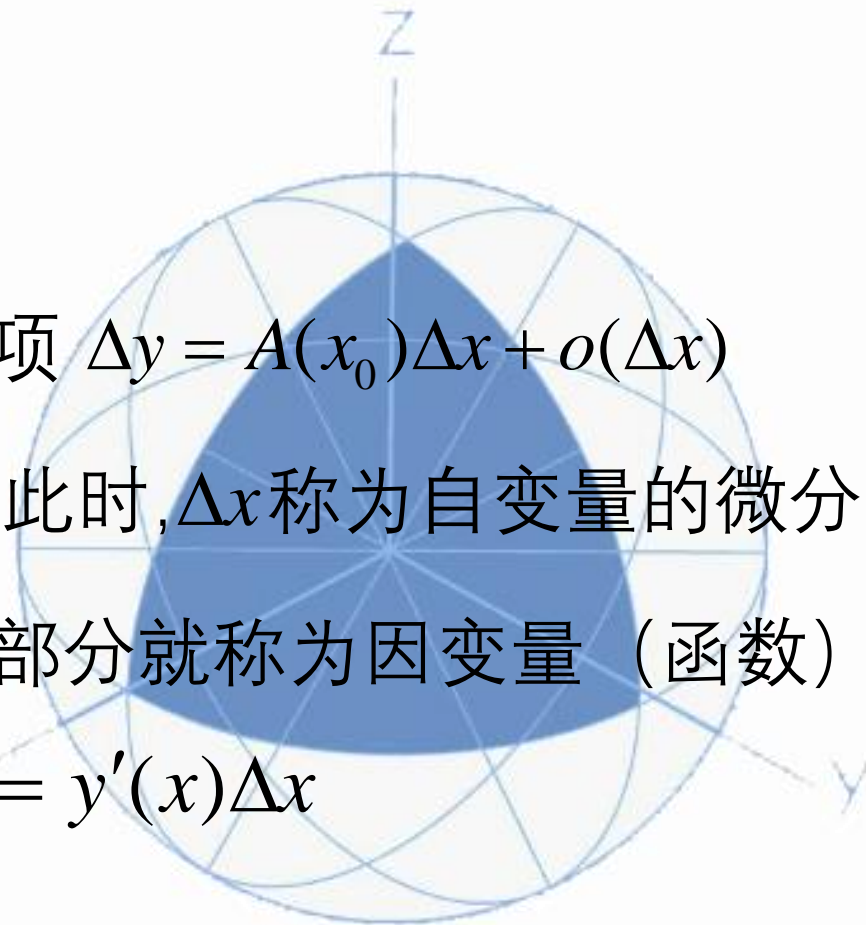 Z
项 Δy = A(x₀)Δx + o(Δx)
此时,Δx称为自变量的微分
部分就称为因变量（函数）
= y′(x)Δx
y